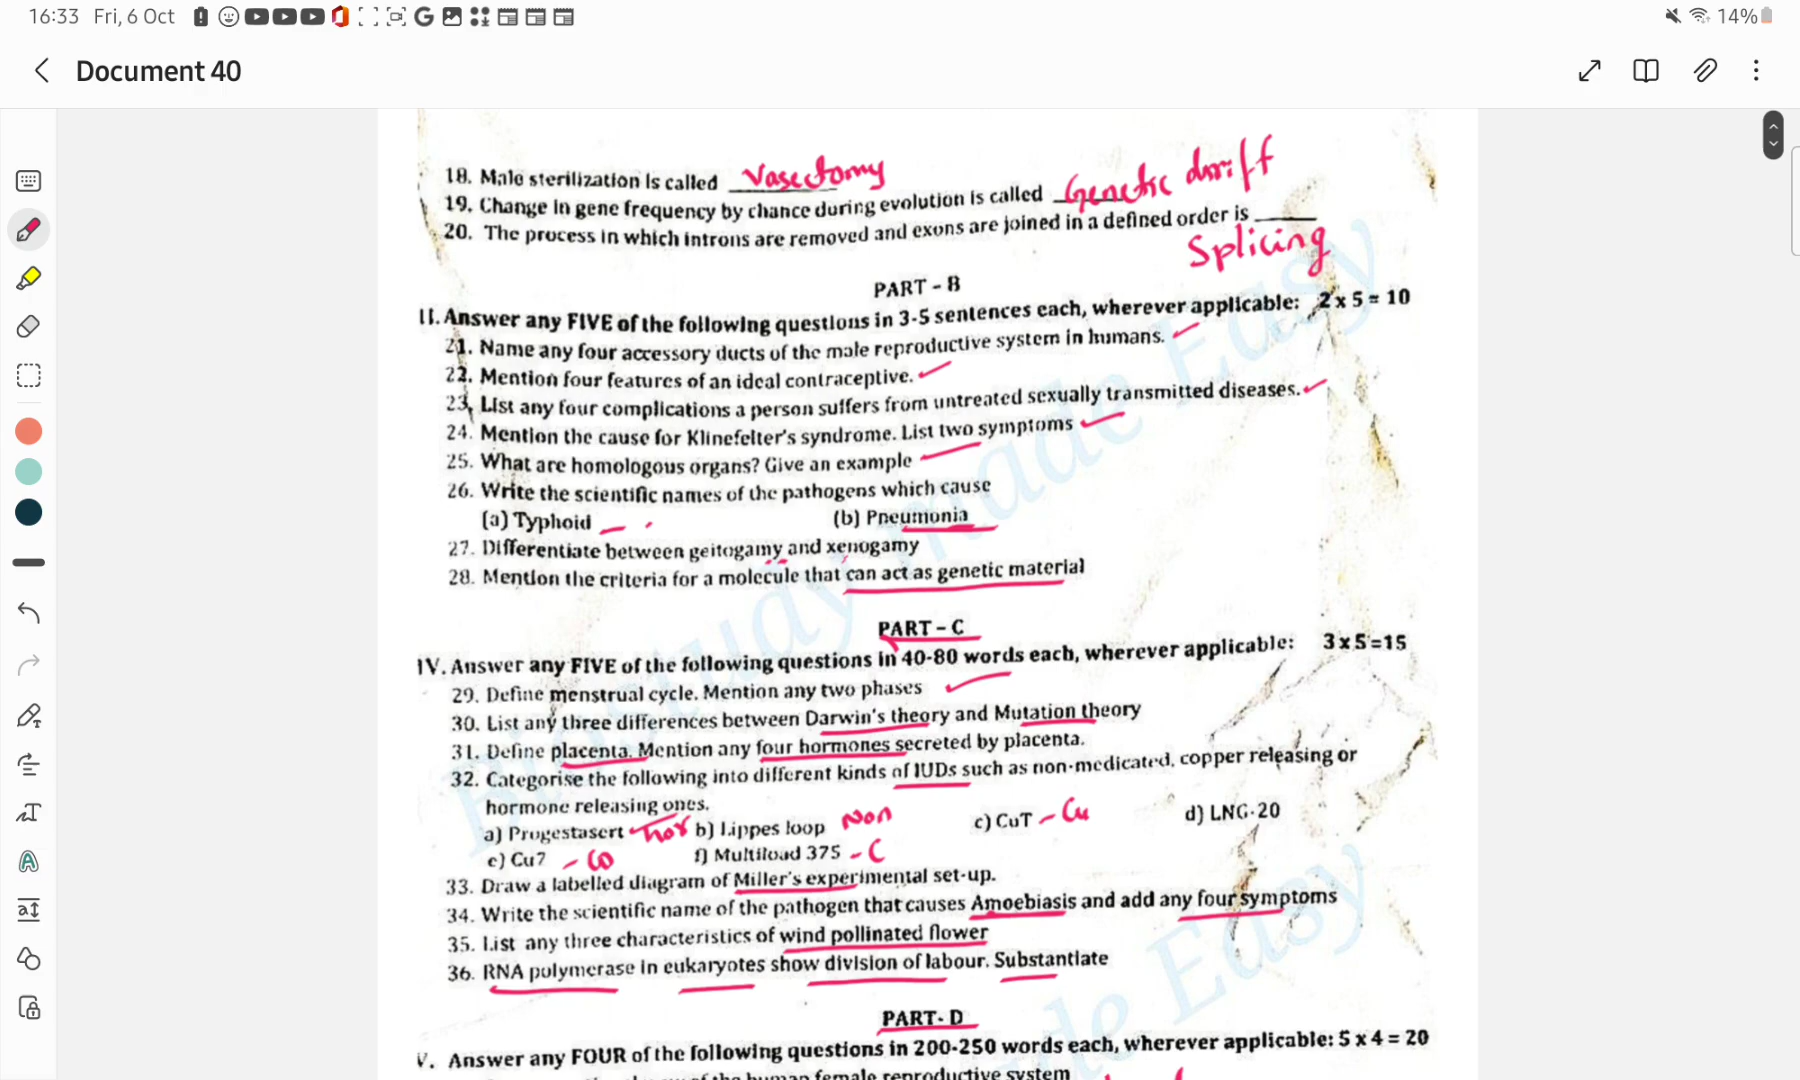 16:33 Fri, 6 Oct
14%
Document 40
18. Male sterilization is called Vasectomy
19. Change in gene frequency by chance during evolution is called Genetic drift
20. The process in which introns are removed and exons are joined in a defined order is ______
Splicing
PART - B
II. Answer any FIVE of the following questions in 3-5 sentences each, wherever applicable: 2 x 5 = 10
21. Name any four accessory ducts of the male reproductive system in humans.
22. Mention four features of an ideal contraceptive.
23. List any four complications a person suffers from untreated sexually transmitted diseases.
24. Mention the cause for Klinefelter's syndrome. List two symptoms
25. What are homologous organs? Give an example
26. Write the scientific names of the pathogens which cause
(a) Typhoid (b) Pneumonia
27. Differentiate between geitogamy and xenogamy
28. Mention the criteria for a molecule that can act as genetic material
PART - C
IV. Answer any FIVE of the following questions in 40-80 words each, wherever applicable: 3 x 5 =15
29. Define menstrual cycle. Mention any two phases
30. List any three differences between Darwin's theory and Mutation theory
31. Define placenta. Mention any four hormones secreted by placenta.
32. Categorise the following into different kinds of IUDs such as non-medicated, copper releasing or
hormone releasing ones.
a) Progestasert b) Lippes loop Non c) CuT - Cu d) LNG-20
e) Cu7 f) Multiload 375 - C
33. Draw a labelled diagram of Miller's experimental set-up.
34. Write the scientific name of the pathogen that causes Amoebiasis and add any four symptoms
35. List any three characteristics of wind pollinated flower
36. RNA polymerase in eukaryotes show division of labour. Substantiate
PART- D
V. Answer any FOUR of the following questions in 200-250 words each, wherever applicable: 5 x 4 = 20
of the human female reproductive system
Biostudy made Easy
made Easy